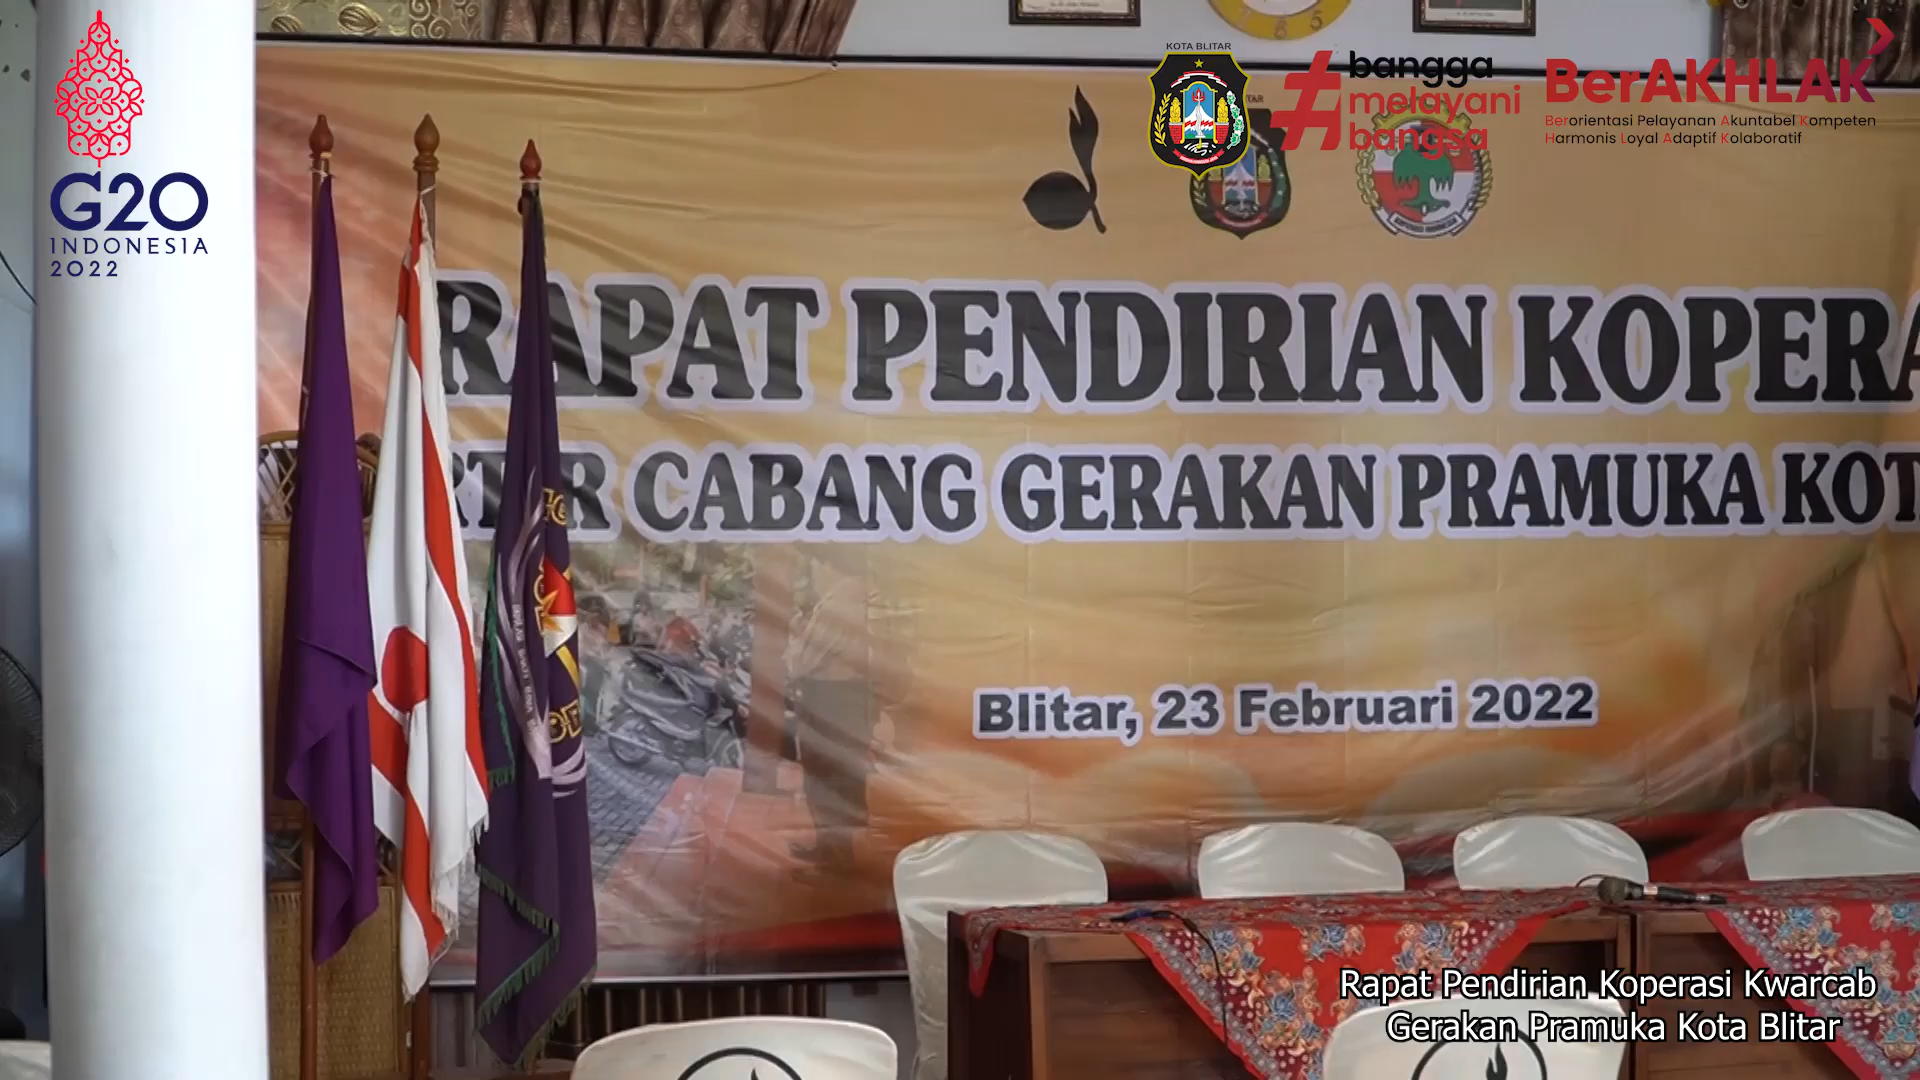 G20
INDONESIA
2022
KOTA BLITAR
#bangga
melayani
bangsa
BerAKHLAK
Berorientasi Pelayanan Akuntabel Kompeten
Harmonis Loyal Adaptif Kolaboratif
RAPAT PENDIRIAN KOPERA
RTIR CABANG GERAKAN PRAMUKA KOT
Blitar, 23 Februari 2022
Rapat Pendirian Koperasi Kwarcab
Gerakan Pramuka Kota Blitar